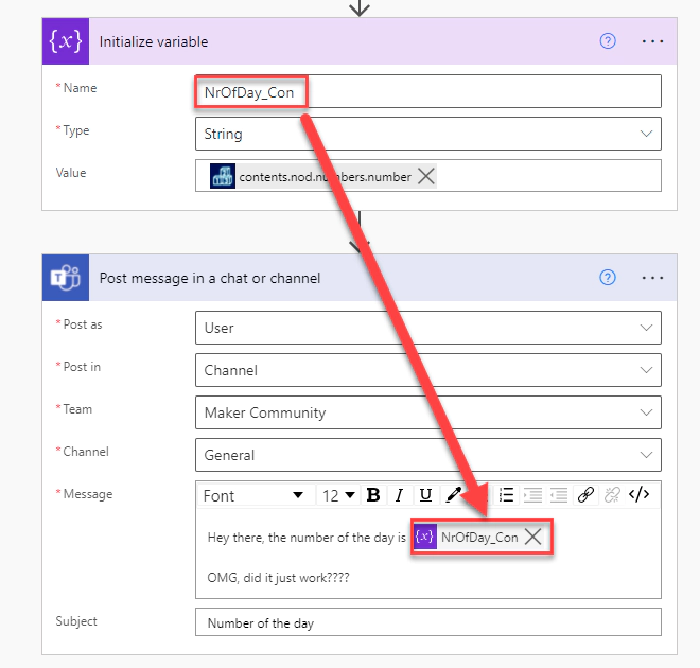 {x} Initialize variable ? ...
* Name NrOfDay_Con
* Type String
Value contents.nod.numbers.number
Post message in a chat or channel ? ...
* Post as User
* Post in Channel
* Team Maker Community
* Channel General
* Message Font 12 B I U </>
Hey there, the number of the day is {x} NrOfDay_Con
OMG, did it just work????
Subject Number of the day